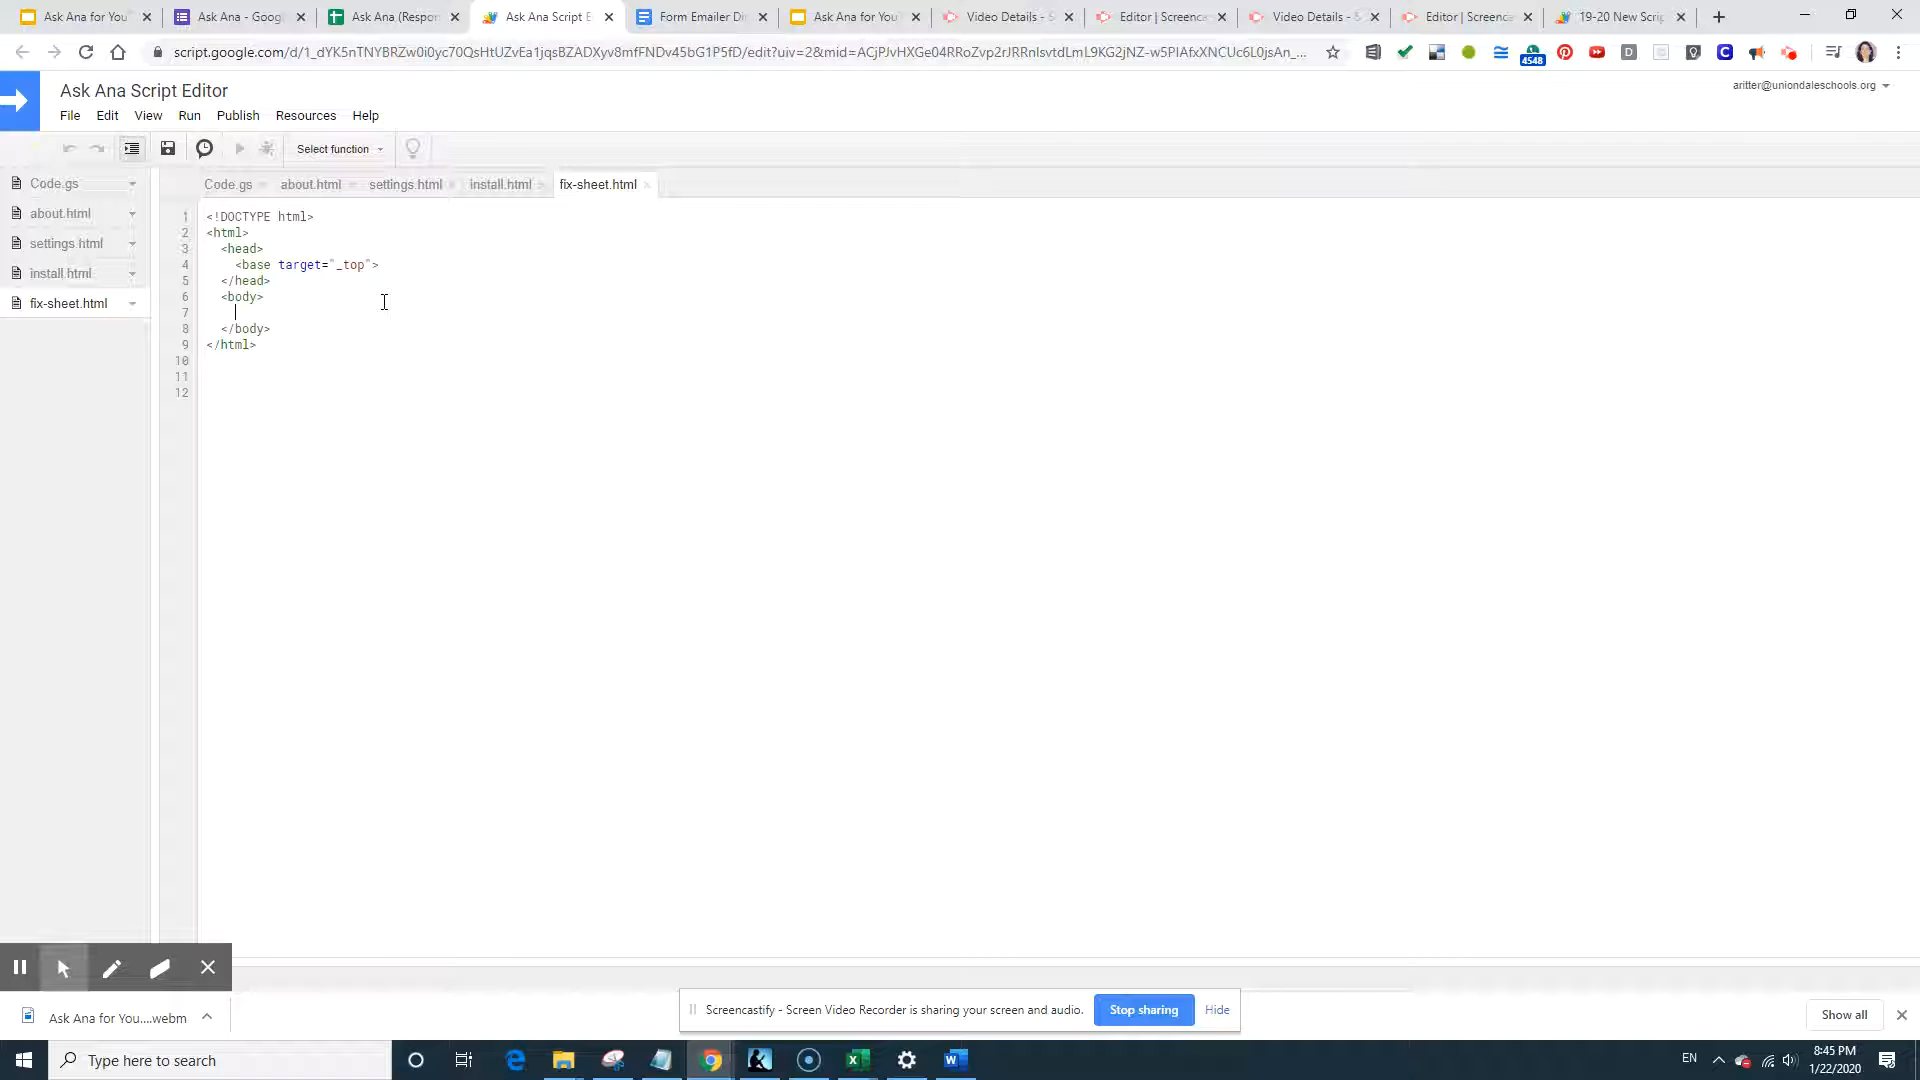 Ask Ana for You
Ask Ana - Goog
Ask Ana (Respor
Ask Ana Script E
Form Emailer Di
Ask Ana for You
Video Details - S
Editor | Screenca
Video Details - S
Editor | Screenca
19-20 New Scrip
script.google.com/d/1_dYK5nTNYBRZw0i0yc70QsHtUZvEa1jqsBZADXyv8mfFNDv45bG1P5fD/edit?uiv=2&mid=ACjPJvHXGe04RRoZvp2rJRRnlsvtdLmL9KG2jNZ-w5PIAfxXNCUc6L0jsAn_...
4548
Ask Ana Script Editor
aritter@uniondaleschools.org
File Edit View Run Publish Resources Help
Select function
Code.gs
about.html
settings.html
install.html
fix-sheet.html
Code.gs about.html settings.html install.html fix-sheet.html
1 <!DOCTYPE html>
2 <html>
3 <head>
4 <base target="_top">
5 </head>
6 <body>
7
8 </body>
9 </html>
10
11
12
Screencastify - Screen Video Recorder is sharing your screen and audio.
Stop sharing
Hide
Ask Ana for You....webm
Show all
Type here to search
EN
8:45 PM
1/22/2020